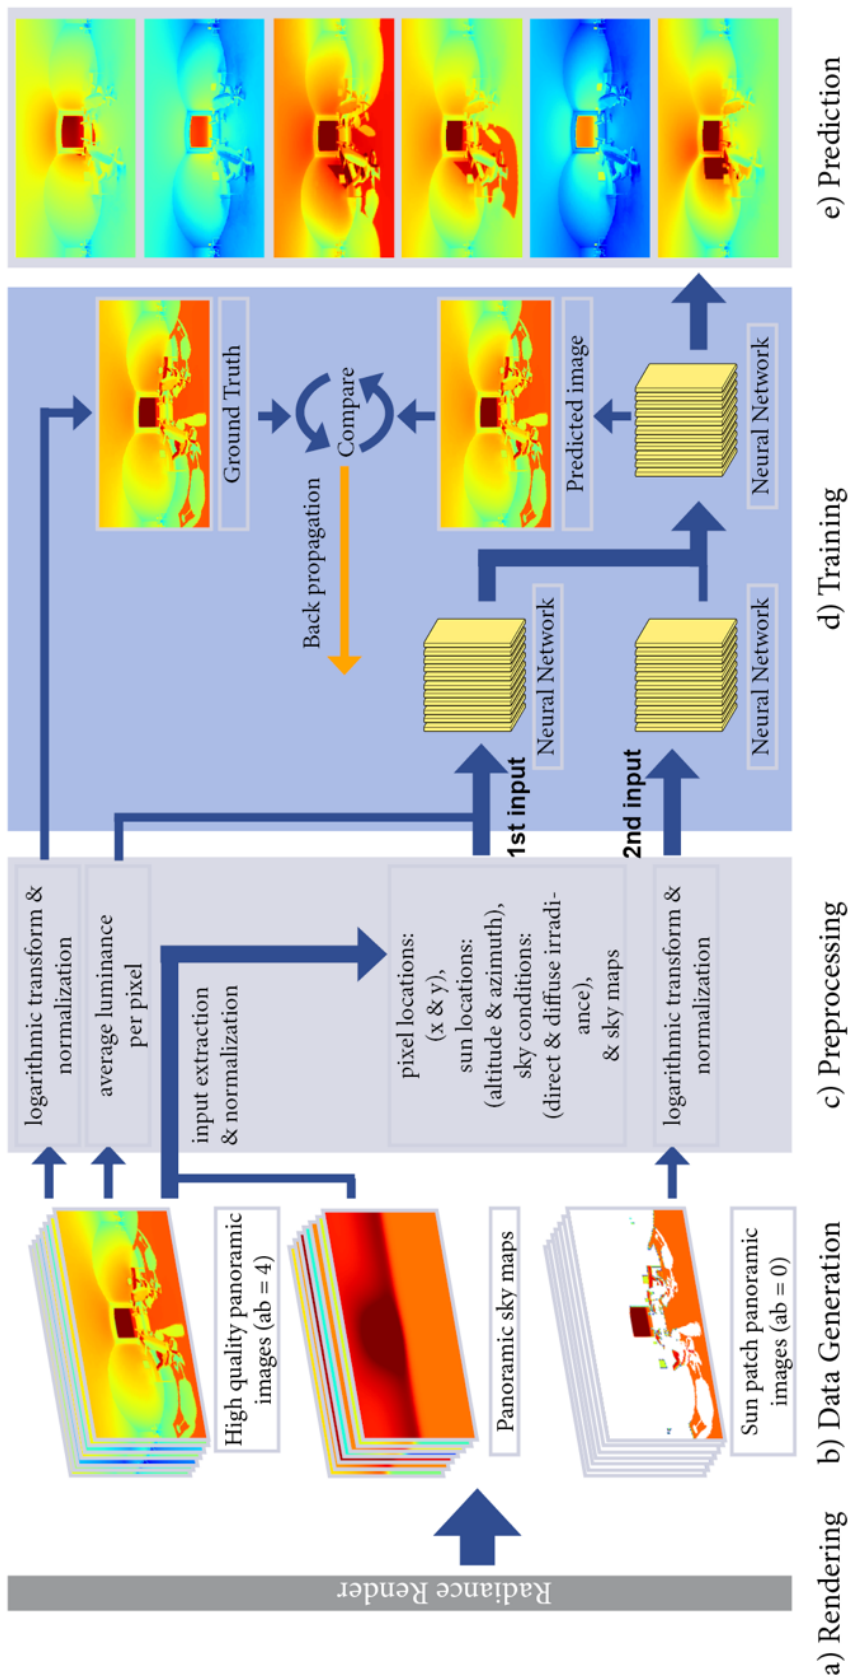 Radiance Render
High quality panoramic
images (ab = 4)
Panoramic sky maps
Sun patch panoramic
images (ab = 0)
logarithmic transform &
normalization
average luminance
per pixel
input extraction
& normalization
pixel locations:
(x & y),
sun locations:
(altitude & azimuth),
sky conditions:
(direct & diffuse irradi-
ance),
& sky maps
logarithmic transform &
normalization
1st input
2nd input
Neural Network
Neural Network
Back propagation
Ground Truth
Compare
Predicted image
Neural Network
a) Rendering
b) Data Generation
c) Preprocessing
d) Training
e) Prediction